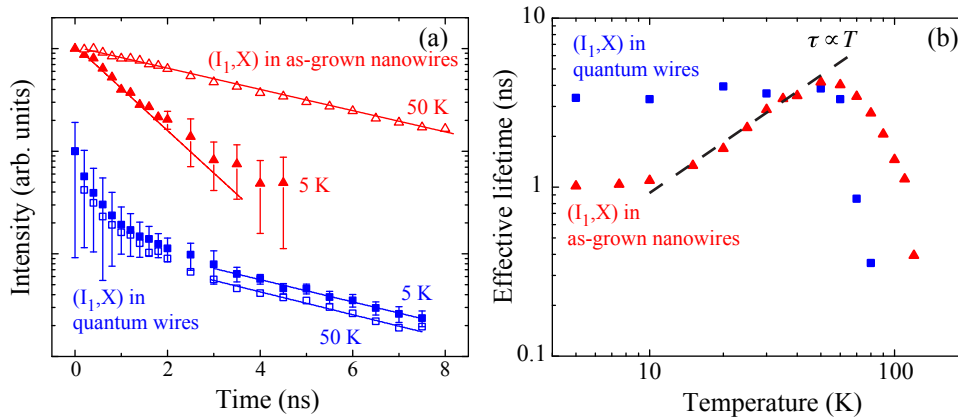 (a)
(I₁,X) in as-grown nanowires
50 K
5 K
(I₁,X) in
quantum wires
5 K
50 K
Intensity (arb. units)
0 2 4 6 8
Time (ns)
(b)
τ ∝ T
(I₁,X) in
quantum wires
(I₁,X) in
as-grown nanowires
Effective lifetime (ns)
10
1
0.1
10 100
Temperature (K)